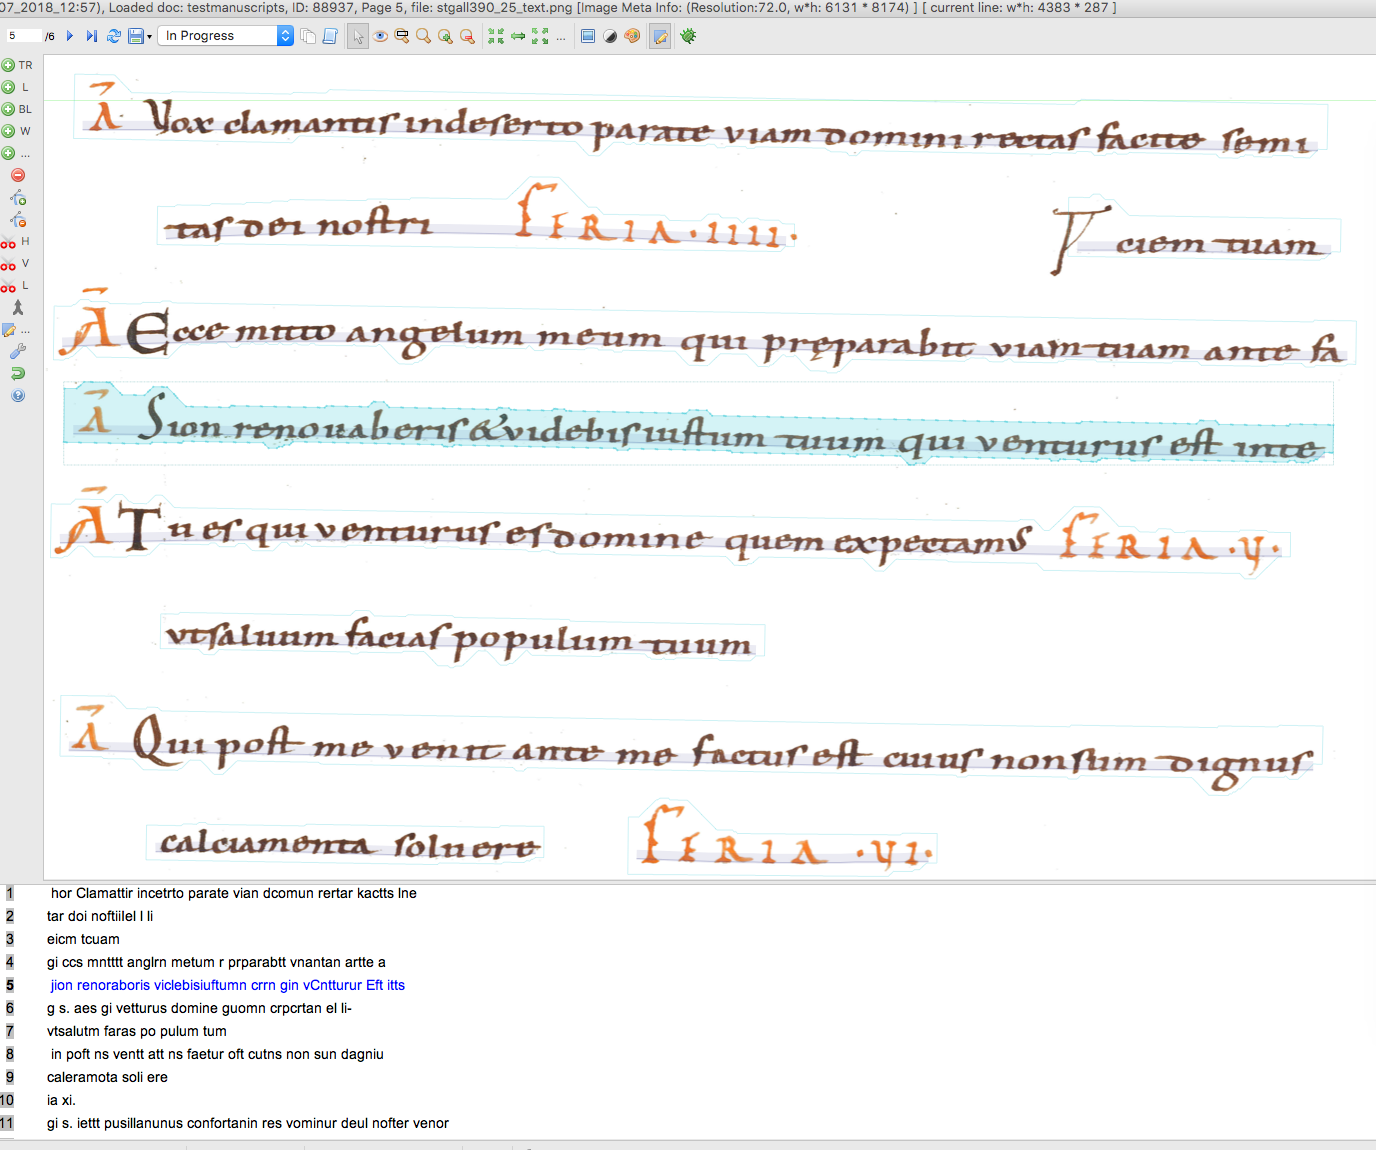 07_2018_12:57), Loaded doc: testmanuscripts, ID: 88937, Page 5, file: stgall390_25_text.png [Image Meta Info: (Resolution:72.0, w*h: 6131 * 8174) ] [ current line: w*h: 4383 * 287 ]
5 /6 In Progress ...
TR
L
BL
W
...
H
V
L
...
A. Vox clamantis indeserto parate viam domini rectas facite semi
tas dei nostri FERIA · IIII · ciem tuam
A Ecce mitto angelum meum qui pręparabit viam tuam ante fa
A Sion renouaberis & videbis iustum tuum qui venturus est inte
A Tu es qui venturus es domine quem expectamus FERIA · V ·
vt saluum facias populum tuum
A Qui post me venit ante me factus est cuius non sum dignus
calciamenta soluere FERIA · VI ·
1 hor Clamattir incetrto parate vian dcomun rertar kactts lne
2 tar doi noftiilel l li
3 eicm tcuam
4 gi ccs mntttt anglrn metum r prparabtt vnantan artte a
5 jion renoraboris viclebisiuftumn crrn gin vCntturur Eft itts
6 g s. aes gi vetturus domine guomn crpcrtan el li-
7 vtsalutm faras po pulum tum
8 in poft ns ventt att ns faetur oft cutns non sun dagniu
9 caleramota soli ere
10 ia xi.
11 gi s. iettt pusillanunus confortanin res vominur deul nofter venor